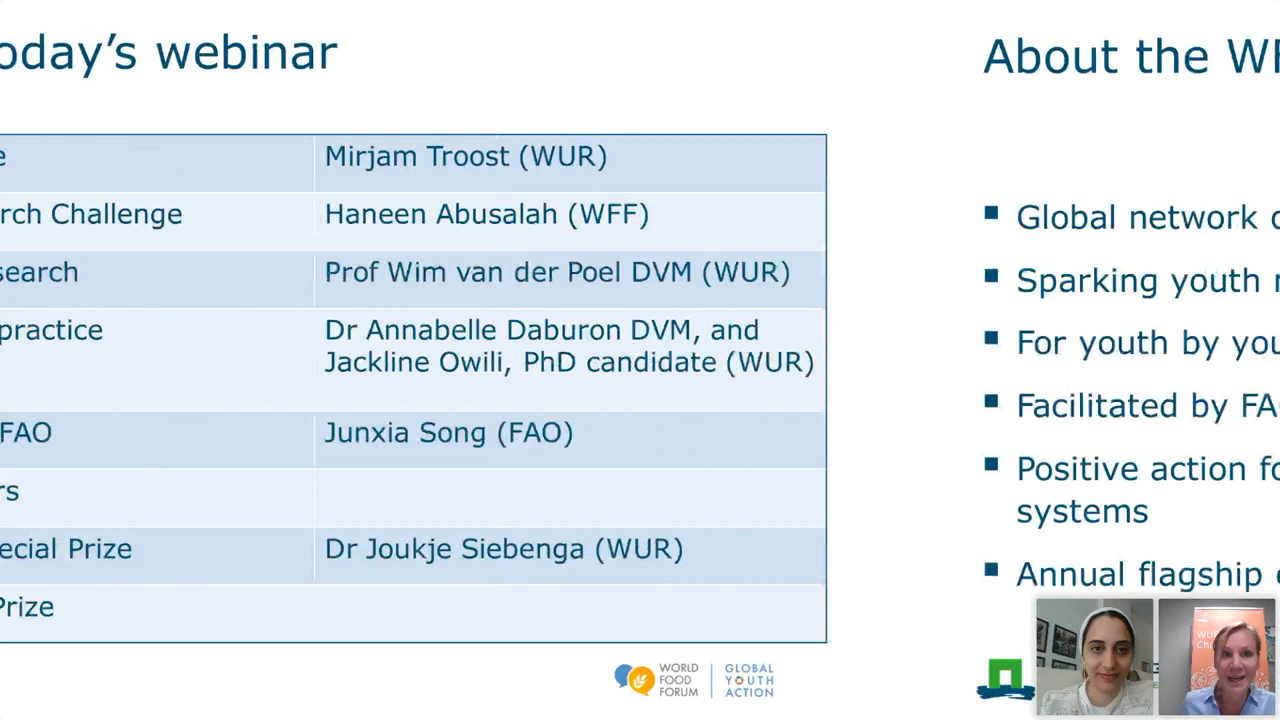 oday's webinar
e
Mirjam Troost (WUR)
rch Challenge
Haneen Abusalah (WFF)
search
Prof Wim van der Poel DVM (WUR)
practice
Dr Annabelle Daburon DVM, and
Jackline Owili, PhD candidate (WUR)
FAO
Junxia Song (FAO)
rs
ecial Prize
Dr Joukje Siebenga (WUR)
Prize
WORLD
FOOD
FORUM
GLOBAL
YOUTH
ACTION
About the W
Global network
Sparking youth
For youth by you
Facilitated by FA
Positive action fo
systems
Annual flagship